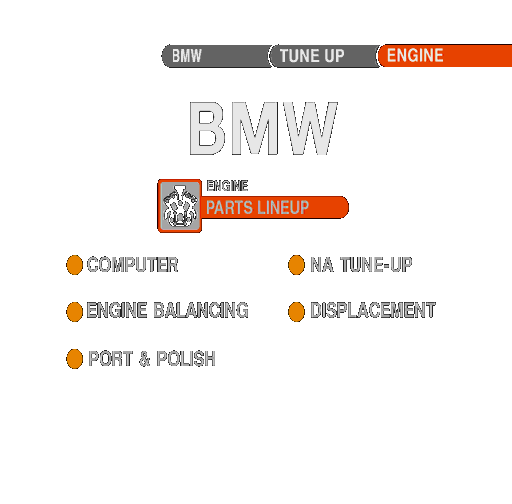 BMW TUNE UP ENGINE
BMW
ENGINE
PARTS LINEUP
COMPUTER NA TUNE-UP
ENGINE BALANCING DISPLACEMENT
PORT & POLISH